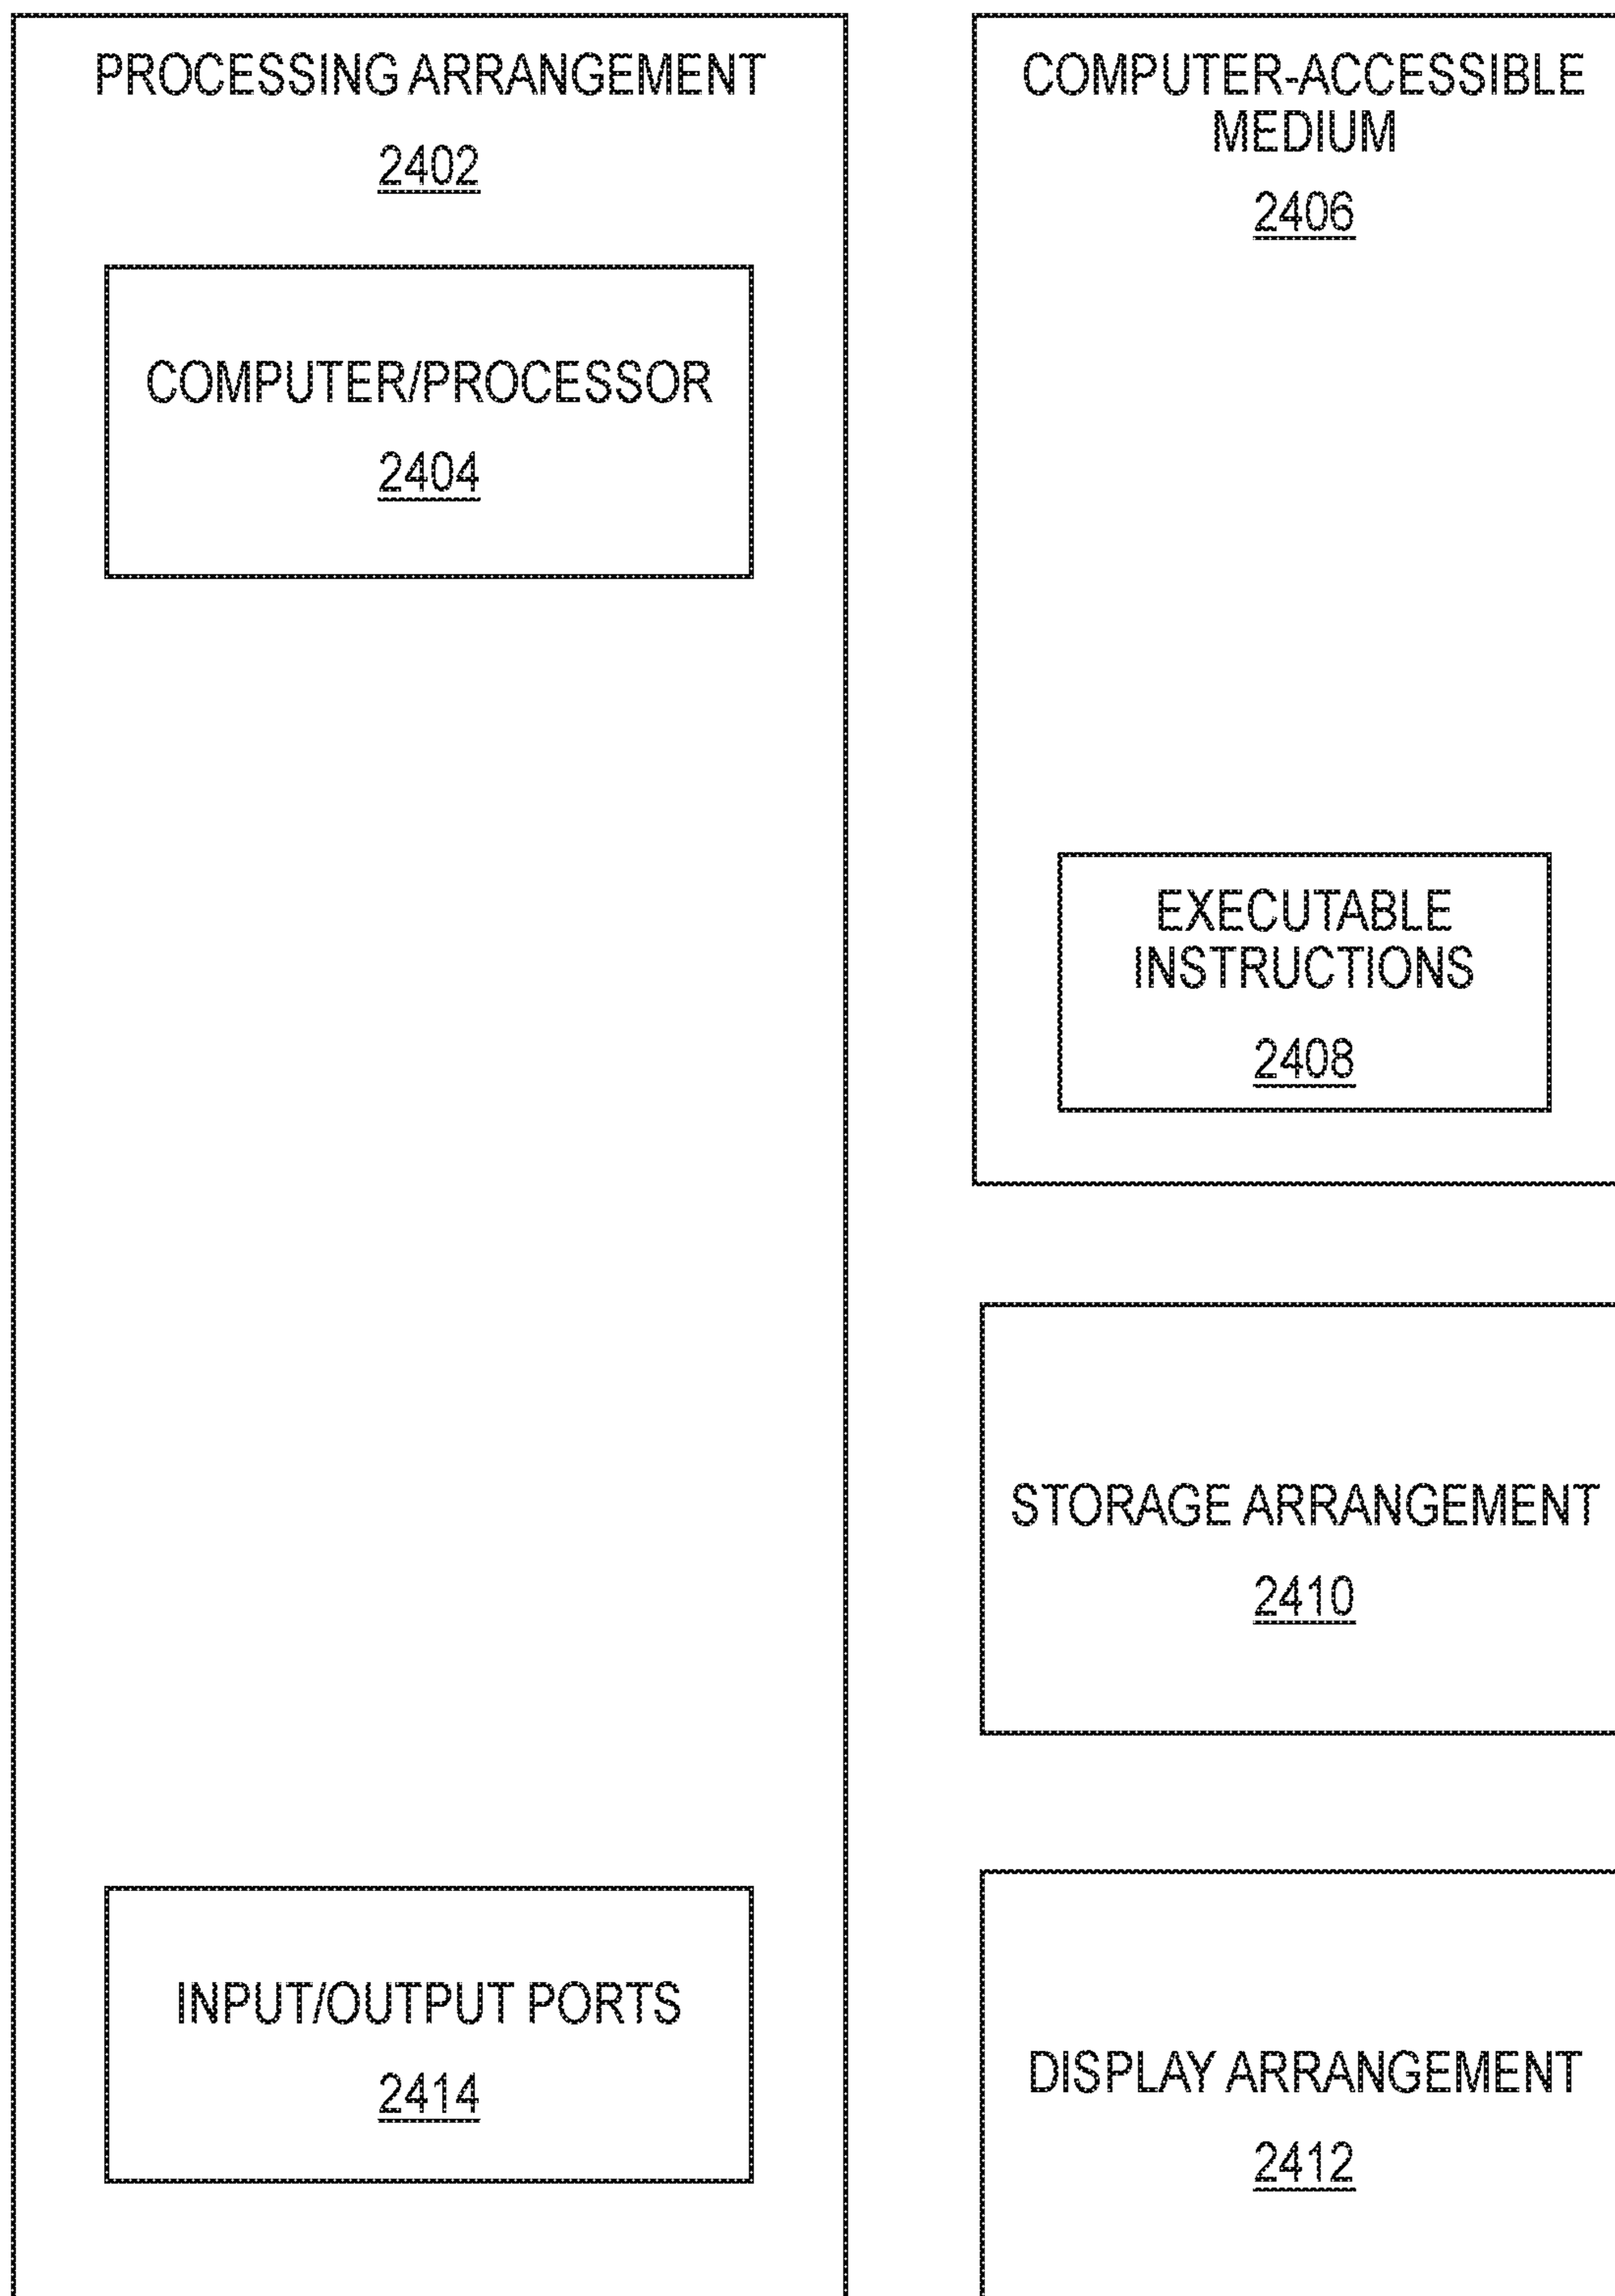 PROCESSING ARRANGEMENT
2402
COMPUTER/PROCESSOR
2404
INPUT/OUTPUT PORTS
2414
COMPUTER-ACCESSIBLE
MEDIUM
2406
EXECUTABLE
INSTRUCTIONS
2408
STORAGE ARRANGEMENT
2410
DISPLAY ARRANGEMENT
2412